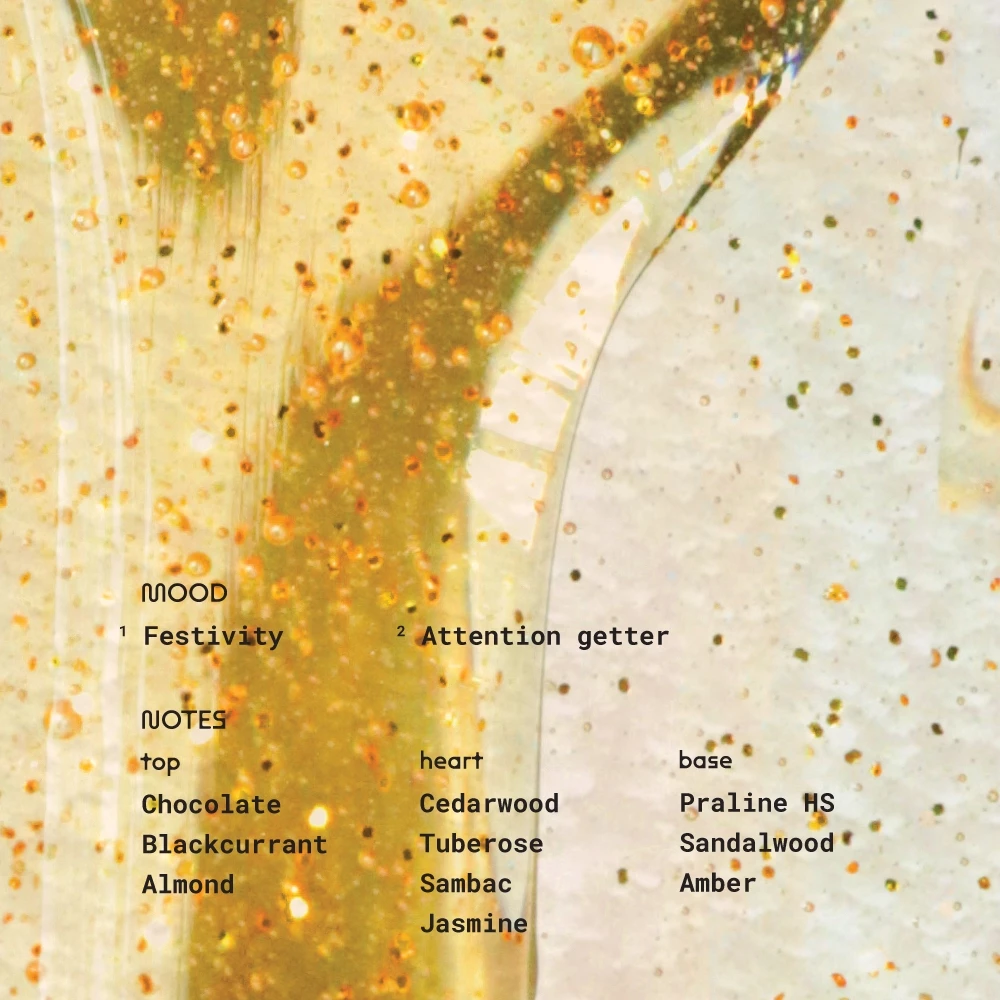 MOOD
¹ Festivity ² Attention getter
NOTES
top heart base
Chocolate Cedarwood Praline HS
Blackcurrant Tuberose Sandalwood
Almond Sambac Amber
Jasmine